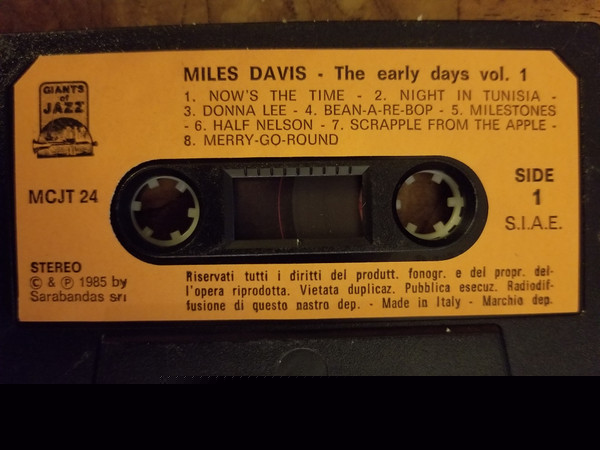 GIANTS
of
JAZZ
MILES DAVIS - The early days vol. 1
1. NOW'S THE TIME - 2. NIGHT IN TUNISIA -
3. DONNA LEE - 4. BEAN-A-RE-BOP - 5. MILESTONES
- 6. HALF NELSON - 7. SCRAPPLE FROM THE APPLE -
8. MERRY-GO-ROUND
MCJT 24
SIDE
1
S.I.A.E.
STEREO
© & ℗ 1985 by
Sarabandas srl
Riservati tutti i diritti del produtt. fonogr. e del propr. del-
l'opera riprodotta. Vietata duplicaz. Pubblica esecuz. Radiodif-
fusione di questo nastro dep. - Made in Italy - Marchio dep.